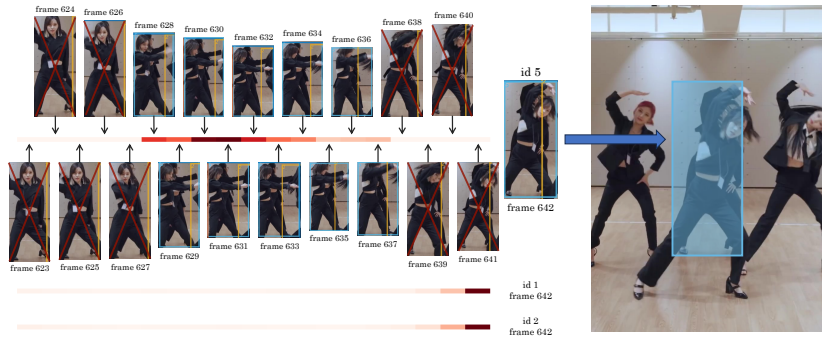 frame 624
frame 626
frame 628
frame 630
frame 632
frame 634
frame 636
frame 638
frame 640
id 5
frame 642
frame 623
frame 625
frame 627
frame 629
frame 631
frame 633
frame 635
frame 637
frame 639
frame 641
id 1
frame 642
id 2
frame 642